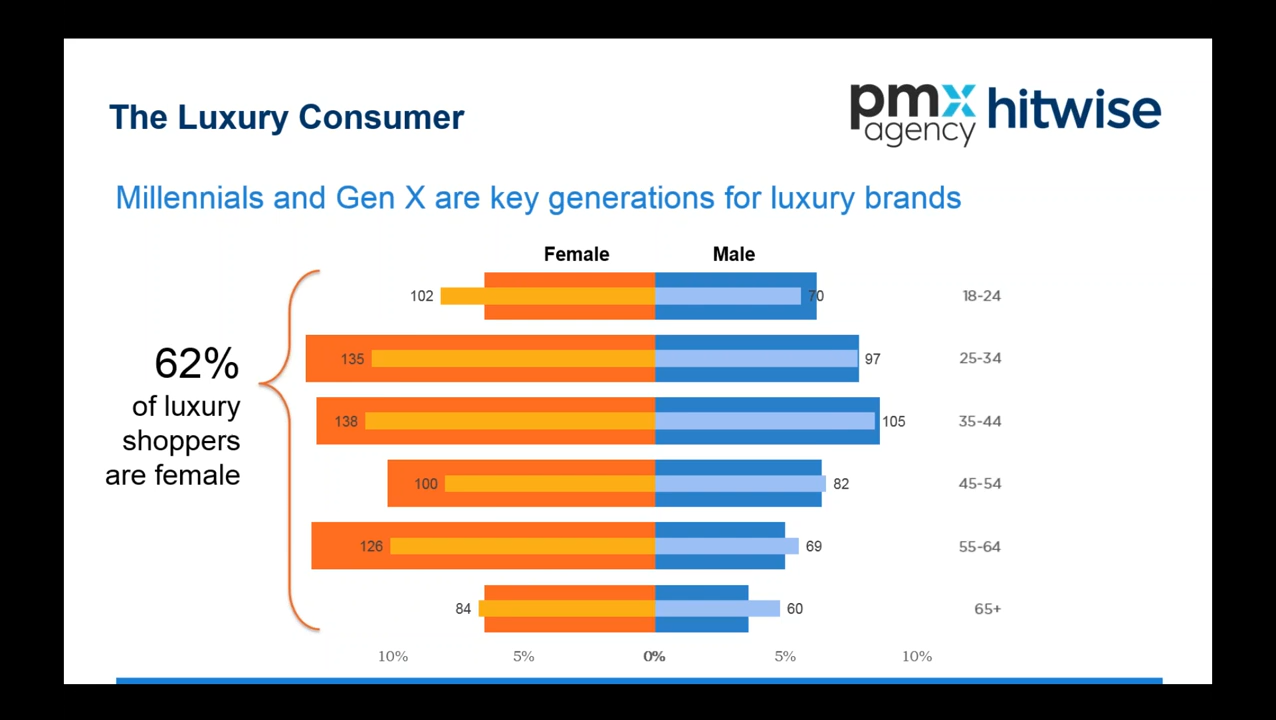 The Luxury Consumer
pmx
agency
hitwise
Millennials and Gen X are key generations for luxury brands
Female Male
102 70 18-24
135 97 25-34
138 105 35-44
100 82 45-54
126 69 55-64
84 60 65+
62%
of luxury
shoppers
are female
10% 5% 0% 5% 10%